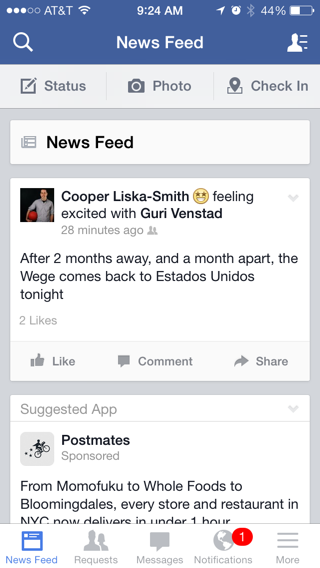 AT&T 9:24 AM 44%
News Feed
Status Photo Check In
News Feed
Cooper Liska-Smith 😁 feeling
excited with Guri Venstad
28 minutes ago
After 2 months away, and a month apart, the
Wege comes back to Estados Unidos
tonight
2 Likes
Like Comment Share
Suggested App
Postmates
Sponsored
From Momofuku to Whole Foods to
Bloomingdales, every store and restaurant in
NYC now delivers in under 1 hour
1
News Feed Requests Messages Notifications More